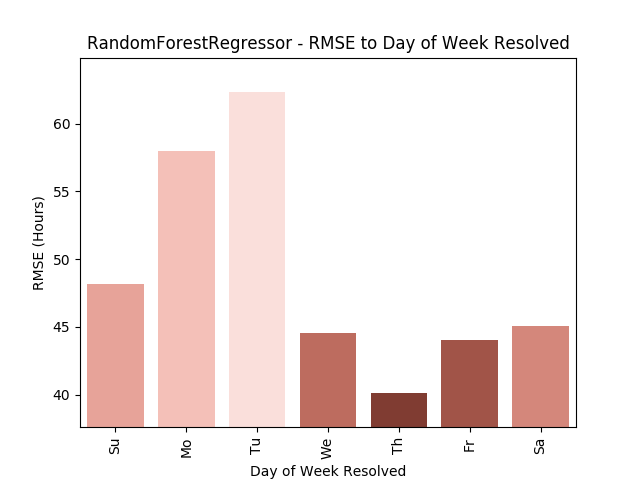 RandomForestRegressor - RMSE to Day of Week Resolved
RMSE (Hours)
60
55
50
45
40
Su
Mo
Tu
We
Th
Fr
Sa
Day of Week Resolved